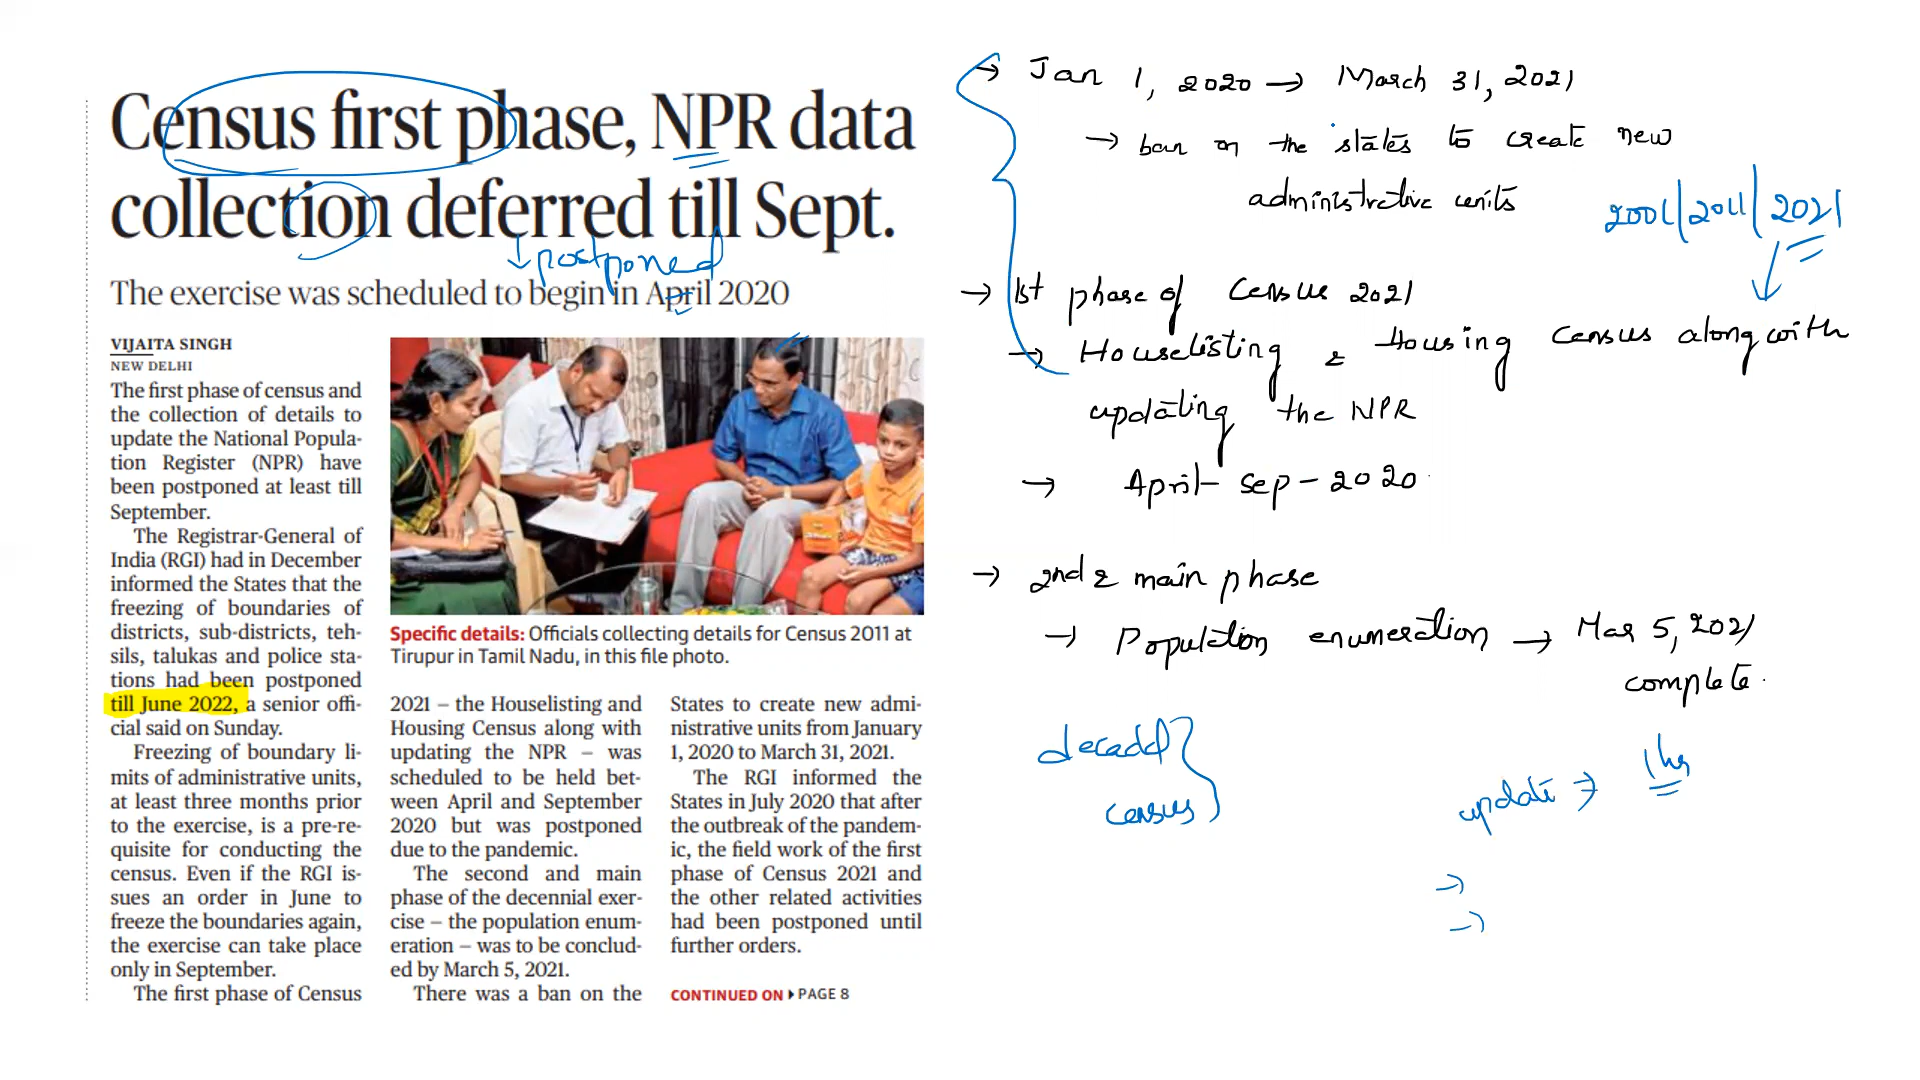 Census first phase, NPR data
collection deferred till Sept.
postponed
The exercise was scheduled to begin in April 2020
VIJAITA SINGH
NEW DELHI
The first phase of census and
the collection of details to
update the National Popula-
tion Register (NPR) have
been postponed at least till
September.
The Registrar-General of
India (RGI) had in December
informed the States that the
freezing of boundaries of
districts, sub-districts, teh-
sils, talukas and police sta-
tions had been postponed
till June 2022, a senior offi-
cial said on Sunday.
Freezing of boundary li-
mits of administrative units,
at least three months prior
to the exercise, is a pre-re-
quisite for conducting the
census. Even if the RGI is-
sues an order in June to
freeze the boundaries again,
the exercise can take place
only in September.
The first phase of Census
Specific details: Officials collecting details for Census 2011 at
Tirupur in Tamil Nadu, in this file photo.
2021 – the Houselisting and
Housing Census along with
updating the NPR – was
scheduled to be held bet-
ween April and September
2020 but was postponed
due to the pandemic.
The second and main
phase of the decennial exer-
cise – the population enum-
eration – was to be conclud-
ed by March 5, 2021.
There was a ban on the
States to create new admi-
nistrative units from January
1, 2020 to March 31, 2021.
The RGI informed the
States in July 2020 that after
the outbreak of the pandem-
ic, the field work of the first
phase of Census 2021 and
the other related activities
had been postponed until
further orders.
CONTINUED ON ▸ PAGE 8
→ Jan 1, 2020 → March 31, 2021
→ ban on the states to create new
administrative units
2001/2011/2021
→ 1st phase of Census 2021
→ Houselisting & Housing Census along with
updating the NPR
→ April - Sep - 2020
→ 2nd & main phase
→ Population enumeration → Mar 5, 2021
complete.
census
update →
→
→